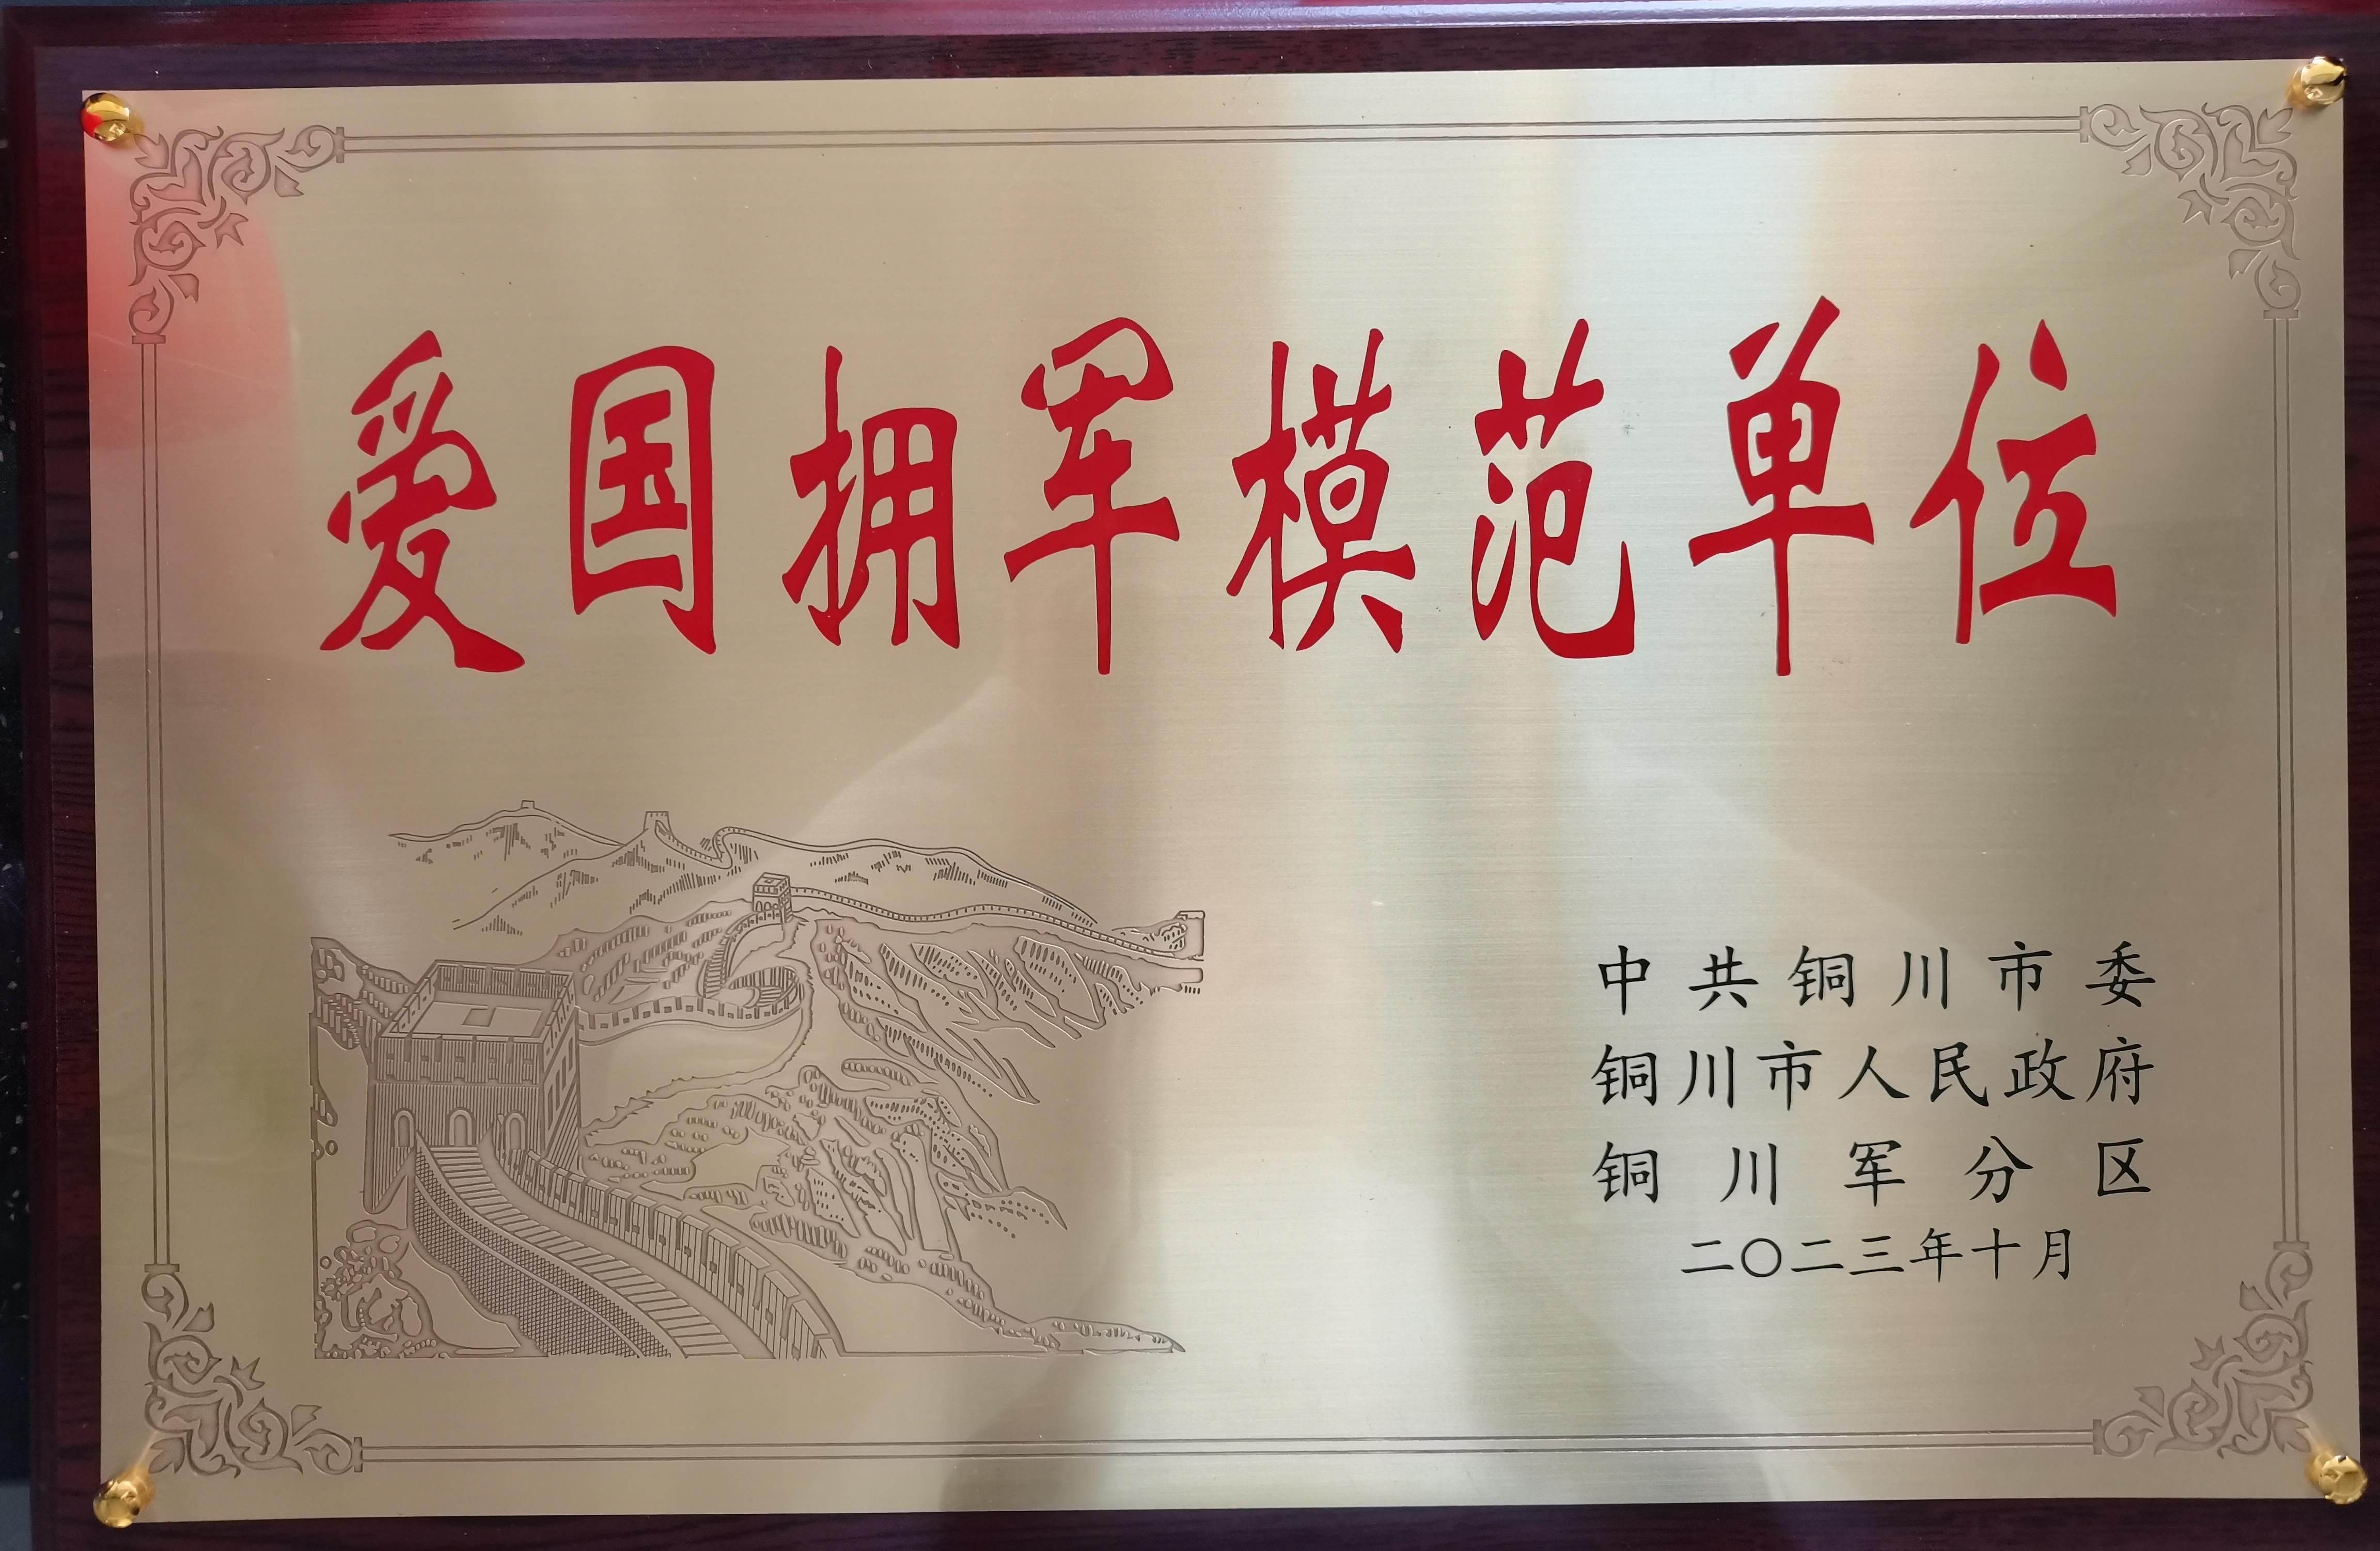 爱国拥军模范单位
中共铜川市委
铜川市人民政府
铜川军分区
二〇二三年十月